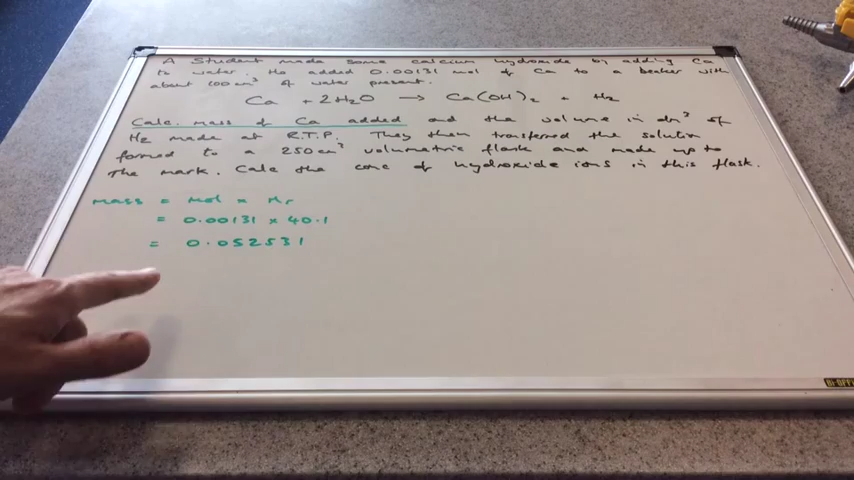 A Student made some calcium hydroxide by adding Ca
to water. He added 0.00131 mol of Ca to a beaker with
about 100cm³ of water present.
Ca + 2H₂O → Ca(OH)₂ + H₂
Calc. mass of Ca added and the volume in dm³ of
H₂ made at R.T.P. They then transferred the solution
formed to a 250cm³ volumetric flask and made up to
the mark. Calc the conc of hydroxide ions in this flask.
mass = mol × Mr
= 0.00131 × 40.1
= 0.052531
Bi-OFFI